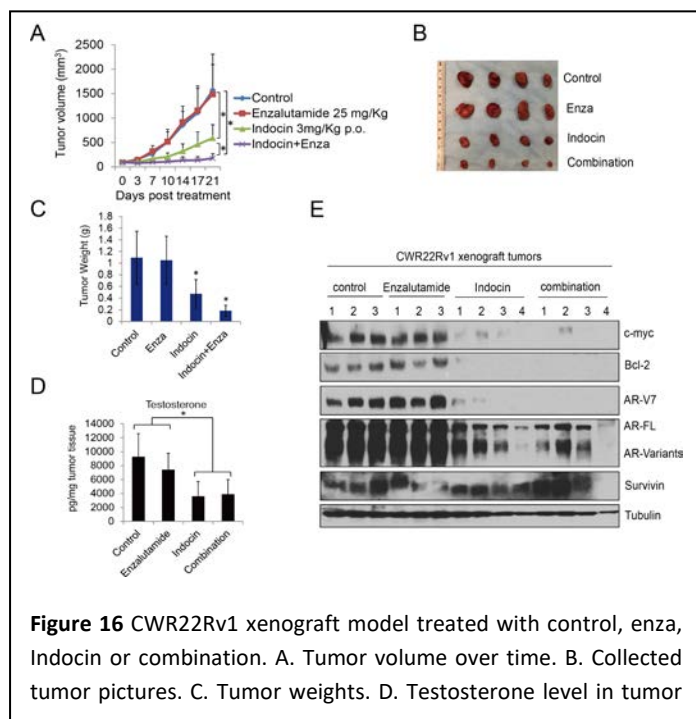 A
Tumor volume (mm3)
2500
2000
1500
1000
500
0
0 3 7 10 14 17 21
Days post treatment
Control
Enzalutamide 25 mg/Kg
Indocin 3mg/Kg p.o.
Indocin+Enza
*
*
*
B
Control
Enza
Indocin
Combination
C
Tumor Weight (g)
1.8
1.6
1.4
1.2
1
0.8
0.6
0.4
0.2
0
*
*
Control
Enza
Indocin
Indocin+Enza
D
Testosterone
*
pg/mg tumor tissue
14000
12000
10000
8000
6000
4000
2000
0
Control
Enzalutamide
Indocin
Combination
E
CWR22Rv1 xenograft tumors
control Enzalutamide Indocin combination
1 2 3 1 2 3 1 2 3 4 1 2 3 4
c-myc
Bcl-2
AR-V7
AR-FL
AR-Variants
Survivin
Tubulin
Figure 16 CWR22Rv1 xenograft model treated with control, enza,
Indocin or combination. A. Tumor volume over time. B. Collected
tumor pictures. C. Tumor weights. D. Testosterone level in tumor